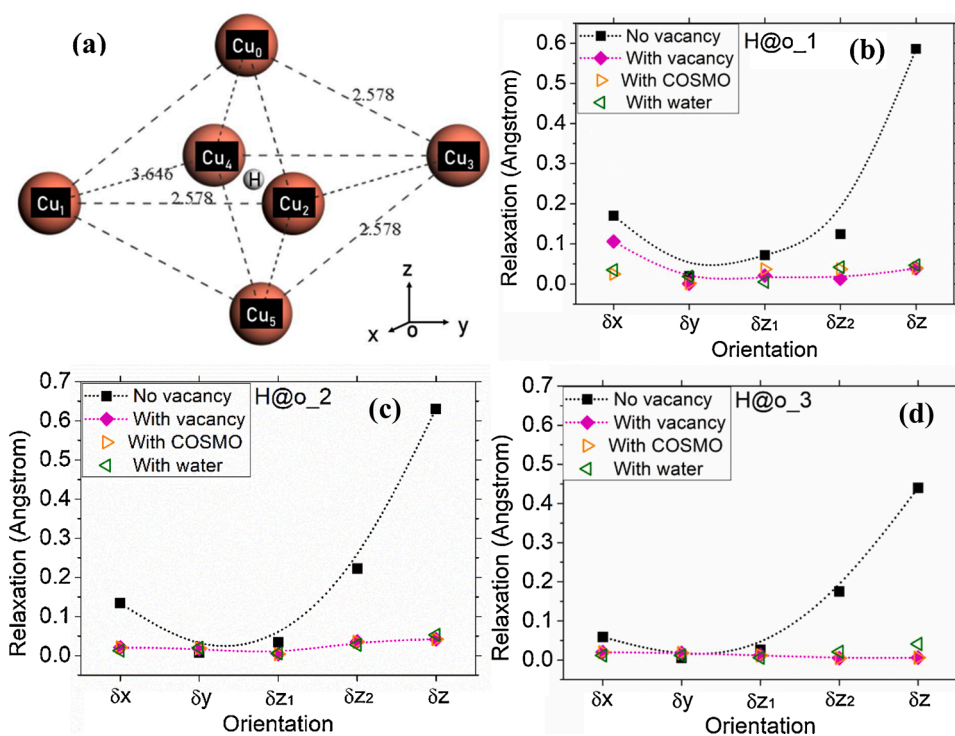 (a)
Cu0
2.578
Cu4
Cu3
H
3.646
Cu1
2.578
Cu2
2.578
Cu5
z
x
o
y
(b)
H@o_1
No vacancy
With vacancy
With COSMO
With water
Relaxation (Angstrom)
0.6
0.5
0.4
0.3
0.2
0.1
0.0
δx δy δz1 δz2 δz
Orientation
(c)
H@o_2
No vacancy
With vacancy
With COSMO
With water
Relaxation (Angstrom)
0.7
0.6
0.5
0.4
0.3
0.2
0.1
0.0
δx δy δz1 δz2 δz
Orientation
(d)
H@o_3
No vacancy
With vacancy
With COSMO
With water
Relaxation (Angstrom)
0.7
0.6
0.5
0.4
0.3
0.2
0.1
0.0
δx δy δz1 δz2 δz
Orientation